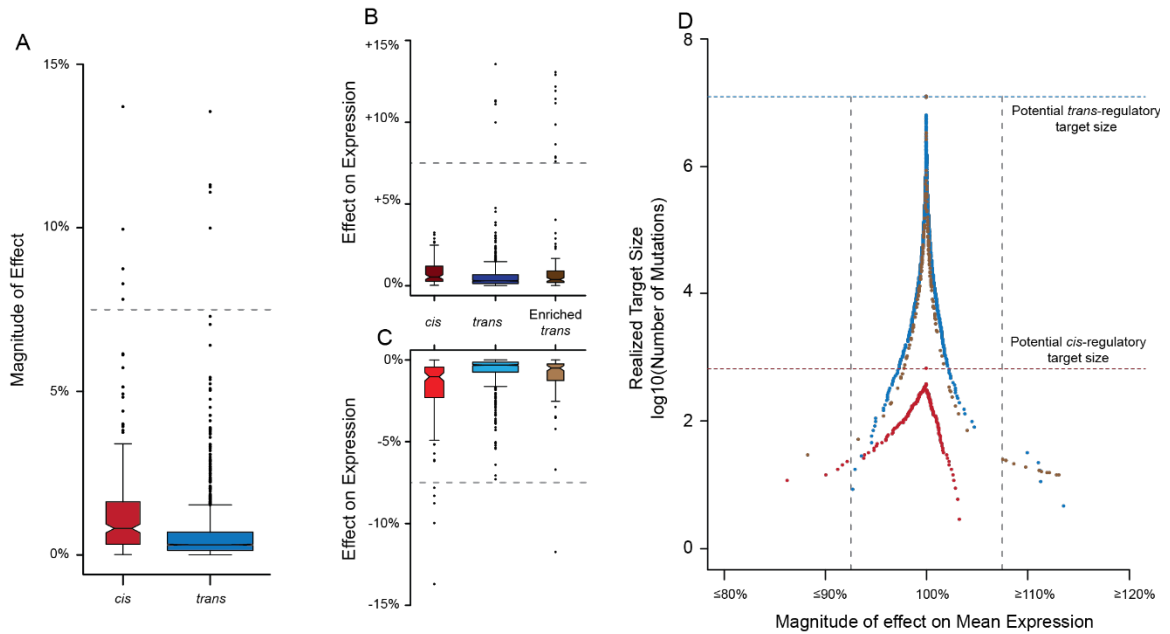 A
Magnitude of Effect
15%
10%
5%
0%
cis
trans
B
Effect on Expression
+15%
+10%
+5%
0%
cis
trans
Enriched
trans
C
Effect on Expression
0%
-5%
-10%
-15%
D
Realized Target Size
log10(Number of Mutations)
8
6
4
2
0
Potential trans-regulatory
target size
Potential cis-regulatory
target size
≤80%
≤90%
100%
≥110%
≥120%
Magnitude of effect on Mean Expression